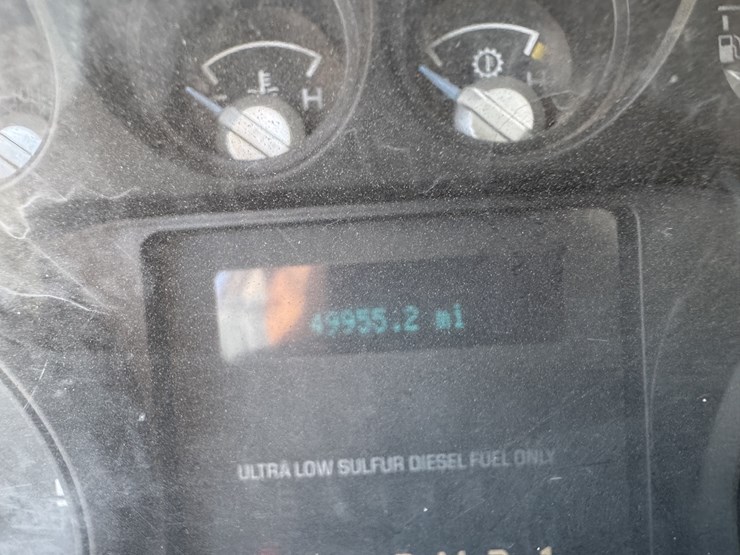 H
H
49955.2 mi
ULTRA LOW SULFUR DIESEL FUEL ONLY